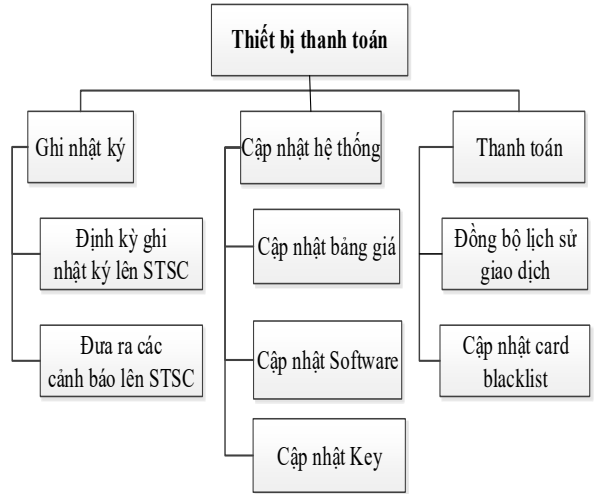 Thiết bị thanh toán
Ghi nhật ký
Định kỳ ghi
nhật ký lên STSC
Đưa ra các
cảnh báo lên STSC
Cập nhật hệ thống
Cập nhật bảng giá
Cập nhật Software
Cập nhật Key
Thanh toán
Đồng bộ lịch sử
giao dịch
Cập nhật card
blacklist